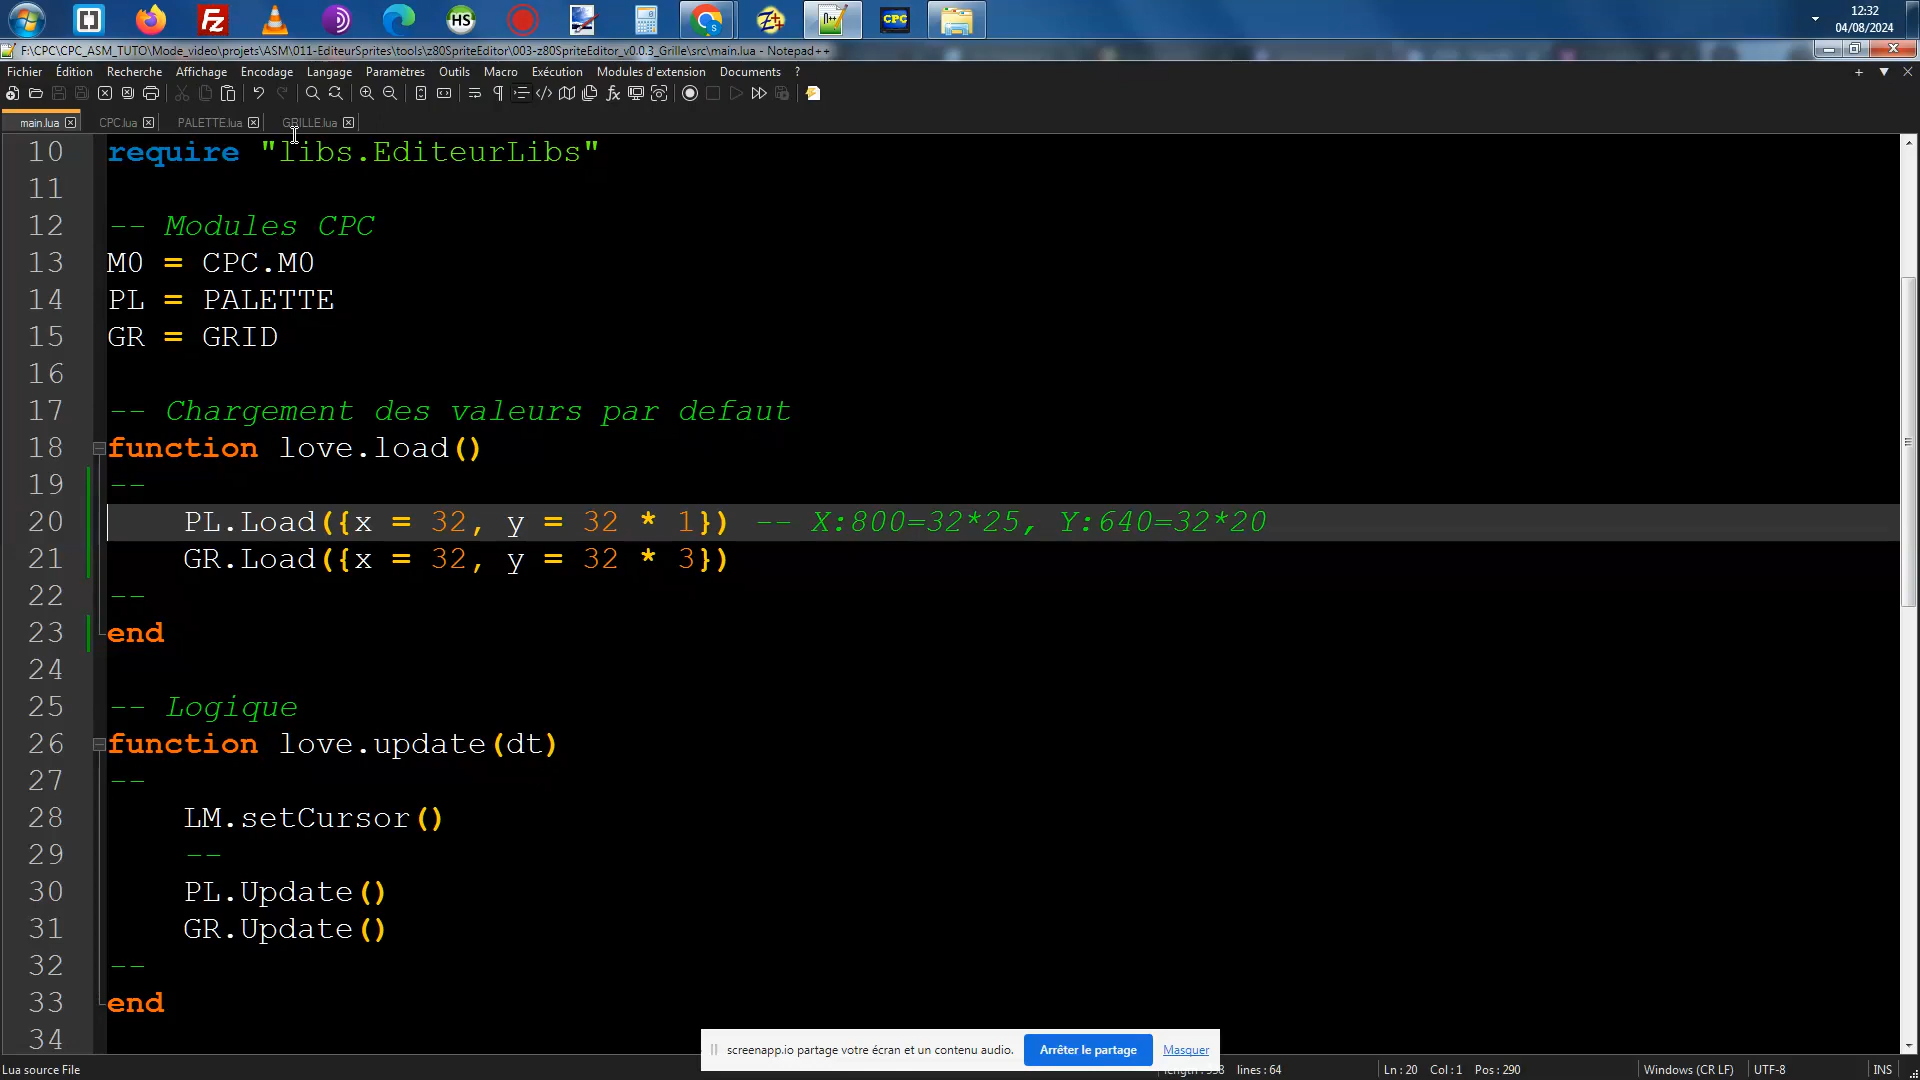 HS
CPC
12:32
04/08/2024
F:\CPC\CPC_ASM_TUTO\Mode_video\projets\ASM\011-EditeurSprites\tools\z80SpriteEditor\003-z80SpriteEditor_v0.0.3_Grille\src\main.lua - Notepad++
Fichier Édition Recherche Affichage Encodage Langage Paramètres Outils Macro Exécution Modules d'extension Documents ?
main.lua CPC.lua PALETTE.lua GRILLE.lua
10 require "libs.EditeurLibs"
11
12 -- Modules CPC
13 M0 = CPC.M0
14 PL = PALETTE
15 GR = GRID
16
17 -- Chargement des valeurs par defaut
18 function love.load()
19 --
20 PL.Load({x = 32, y = 32 * 1}) -- X:800=32*25, Y:640=32*20
21 GR.Load({x = 32, y = 32 * 3})
22 --
23 end
24
25 -- Logique
26 function love.update(dt)
27 --
28 LM.setCursor()
29 --
30 PL.Update()
31 GR.Update()
32 --
33 end
34
screenapp.io partage votre écran et un contenu audio. Arrêter le partage Masquer
Lua source File lines : 64 Ln : 20 Col : 1 Pos : 290 Windows (CR LF) UTF-8 INS